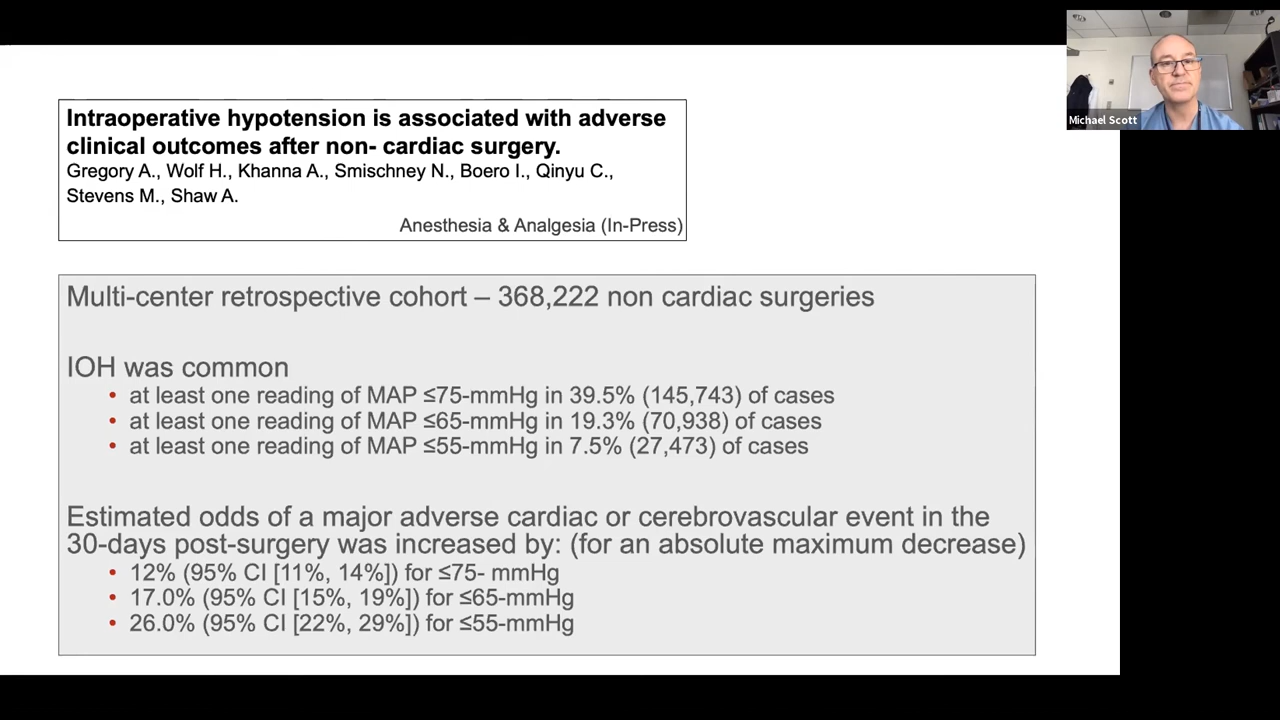 Intraoperative hypotension is associated with adverse
clinical outcomes after non- cardiac surgery.
Gregory A., Wolf H., Khanna A., Smischney N., Boero I., Qinyu C.,
Stevens M., Shaw A.
Anesthesia & Analgesia (In-Press)
Multi-center retrospective cohort – 368,222 non cardiac surgeries
IOH was common
• at least one reading of MAP ≤75-mmHg in 39.5% (145,743) of cases
• at least one reading of MAP ≤65-mmHg in 19.3% (70,938) of cases
• at least one reading of MAP ≤55-mmHg in 7.5% (27,473) of cases
Estimated odds of a major adverse cardiac or cerebrovascular event in the
30-days post-surgery was increased by: (for an absolute maximum decrease)
• 12% (95% CI [11%, 14%]) for ≤75- mmHg
• 17.0% (95% CI [15%, 19%]) for ≤65-mmHg
• 26.0% (95% CI [22%, 29%]) for ≤55-mmHg
Michael Scott